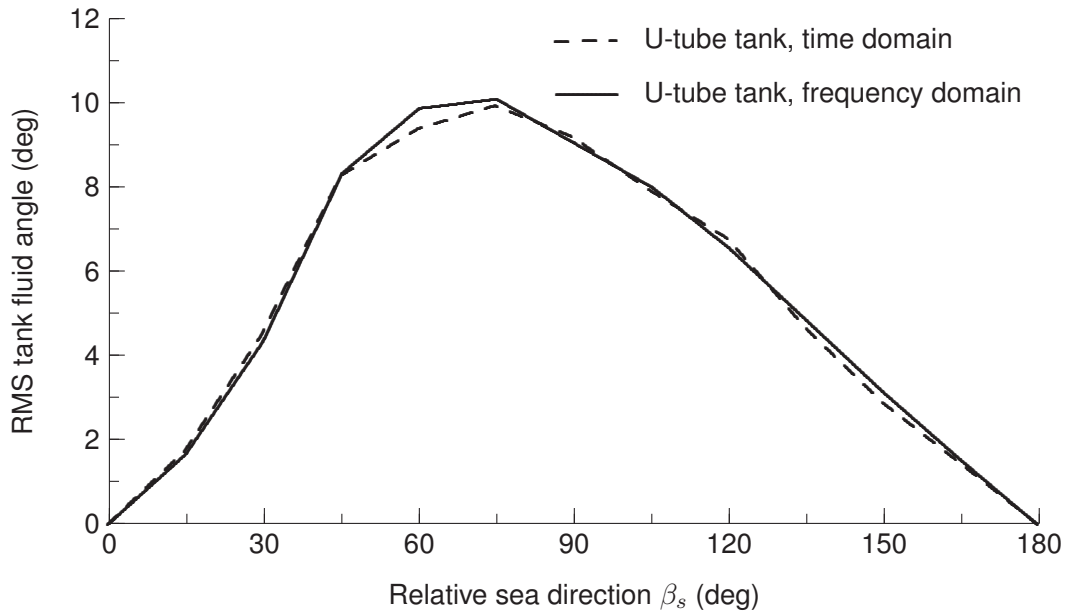 12
10
8
6
4
2
0
RMS tank fluid angle (deg)
U-tube tank, time domain
U-tube tank, frequency domain
0 30 60 90 120 150 180
Relative sea direction βₛ (deg)